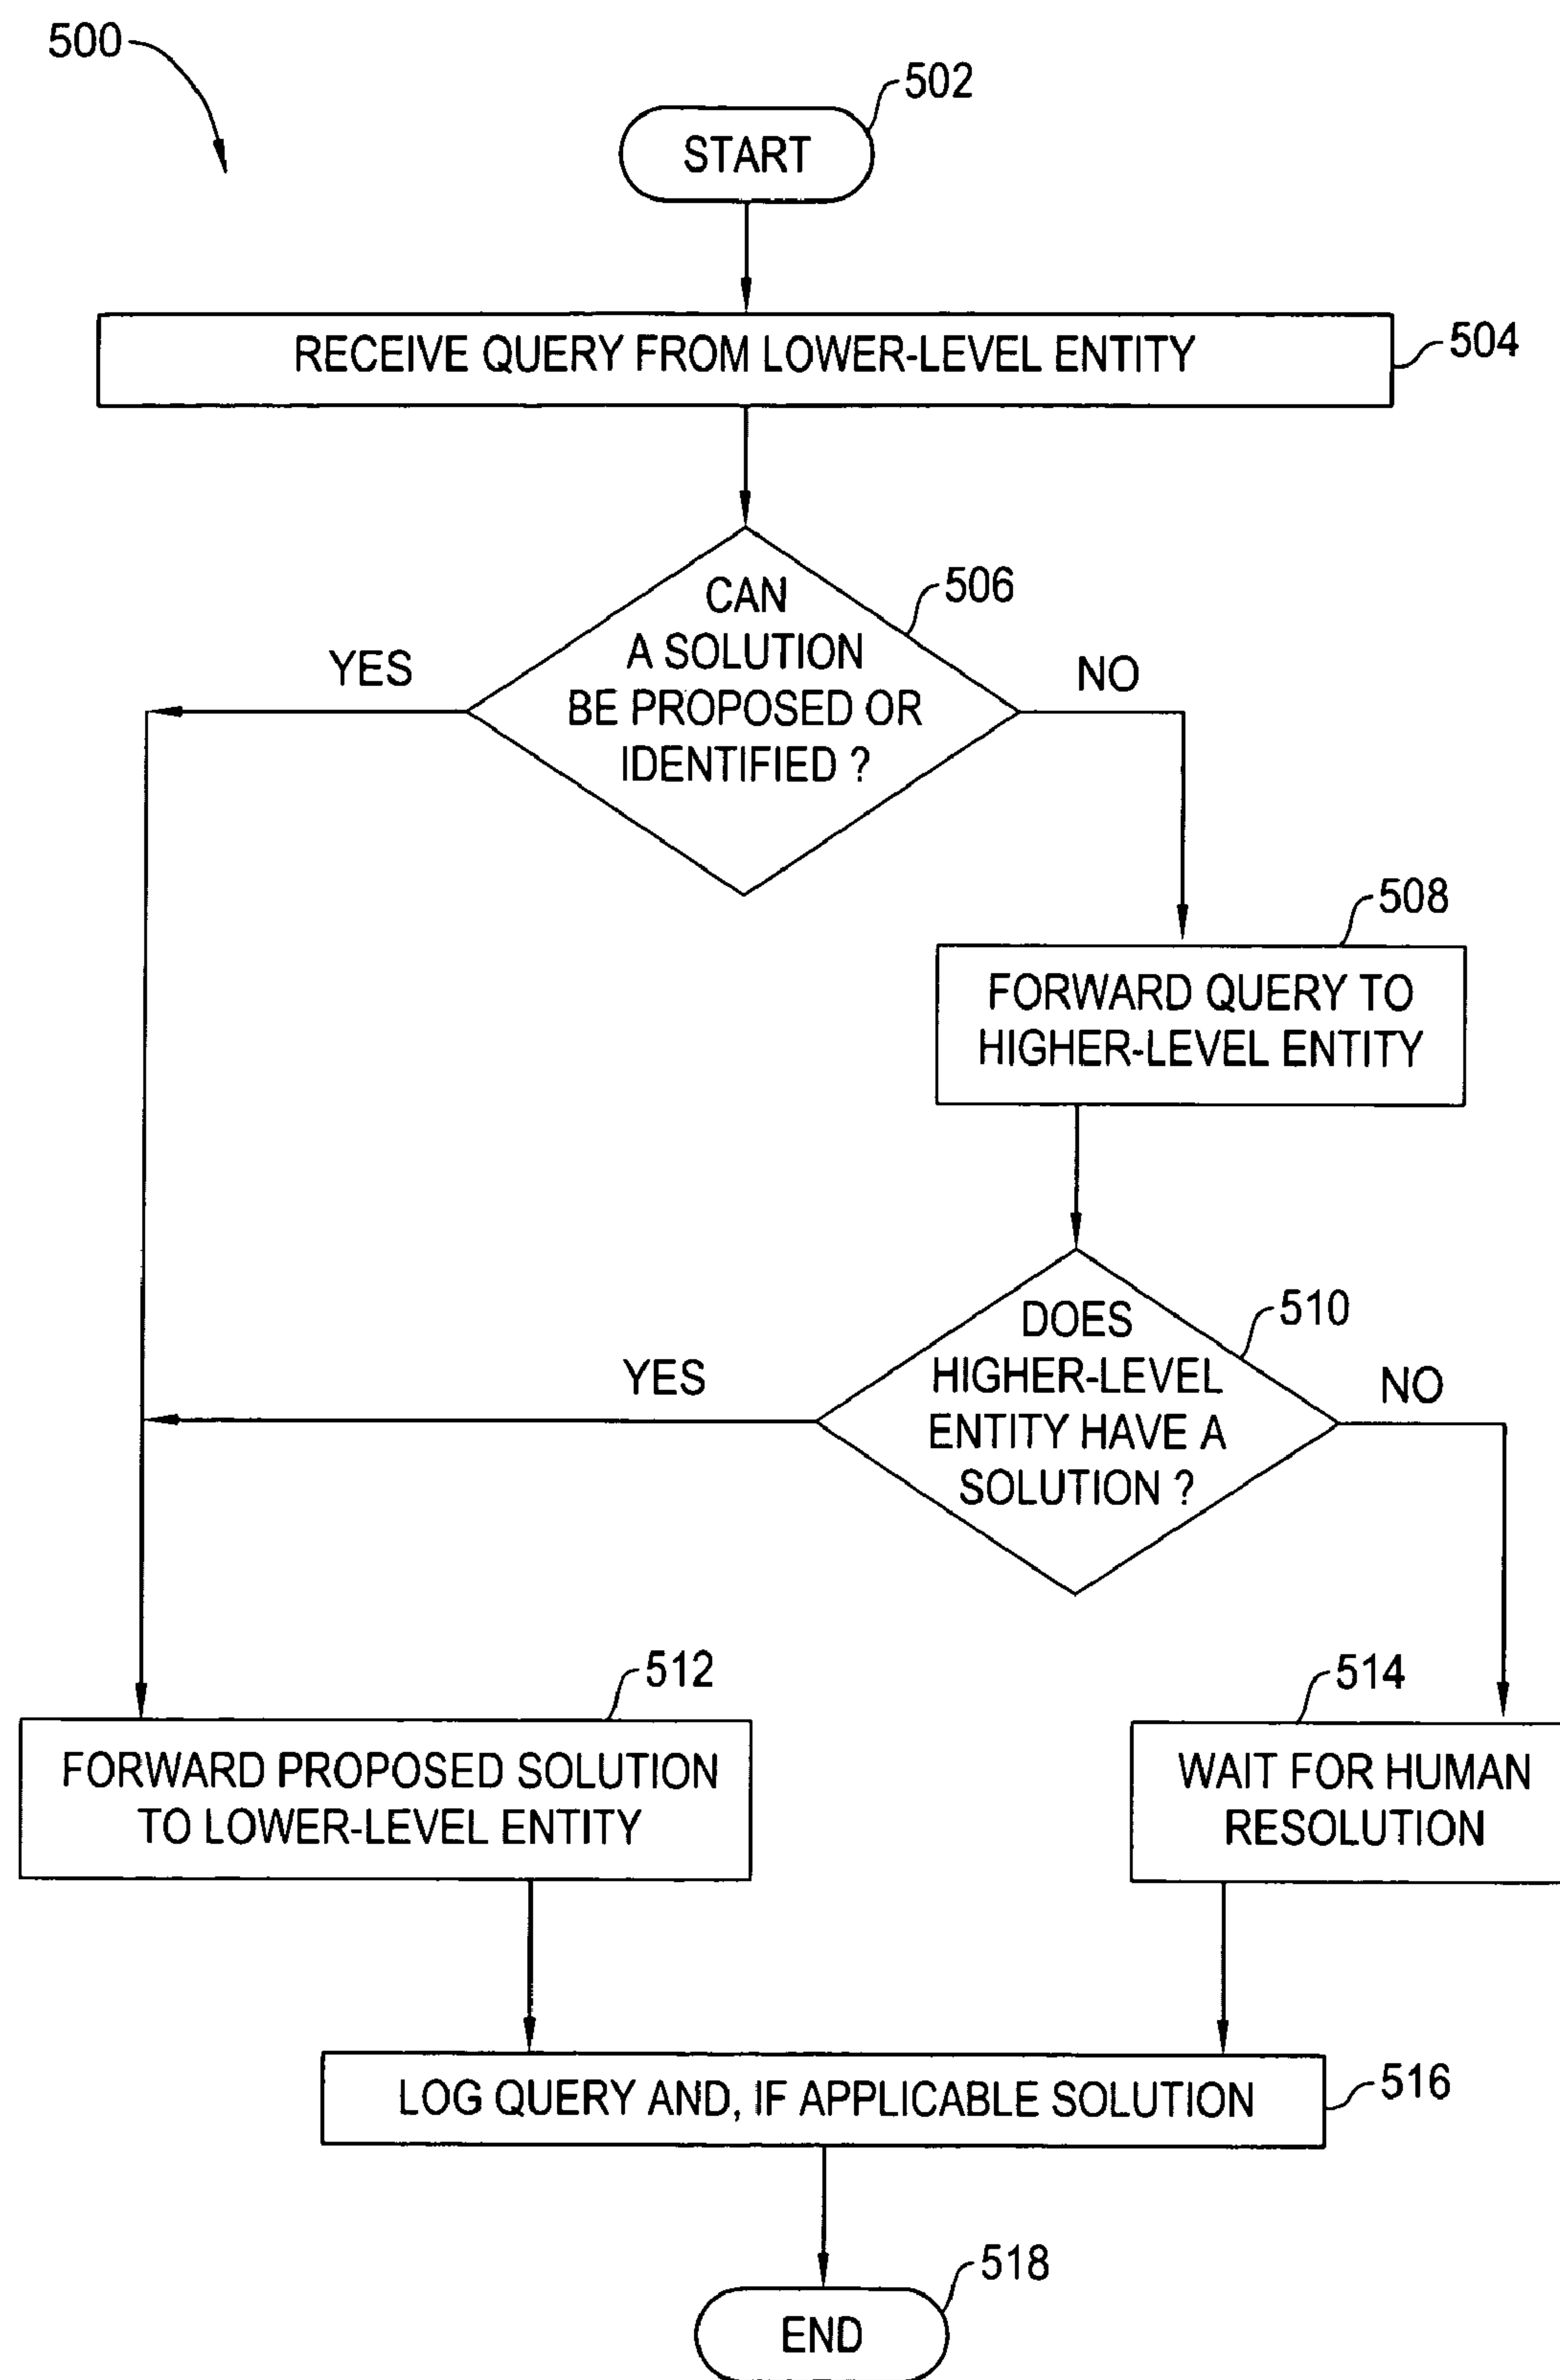 500
502
START
RECEIVE QUERY FROM LOWER-LEVEL ENTITY
504
CAN
A SOLUTION
BE PROPOSED OR
IDENTIFIED ?
506
YES
NO
508
FORWARD QUERY TO
HIGHER-LEVEL ENTITY
DOES
HIGHER-LEVEL
ENTITY HAVE A
SOLUTION ?
510
YES
NO
512
FORWARD PROPOSED SOLUTION
TO LOWER-LEVEL ENTITY
514
WAIT FOR HUMAN
RESOLUTION
LOG QUERY AND, IF APPLICABLE SOLUTION
516
518
END